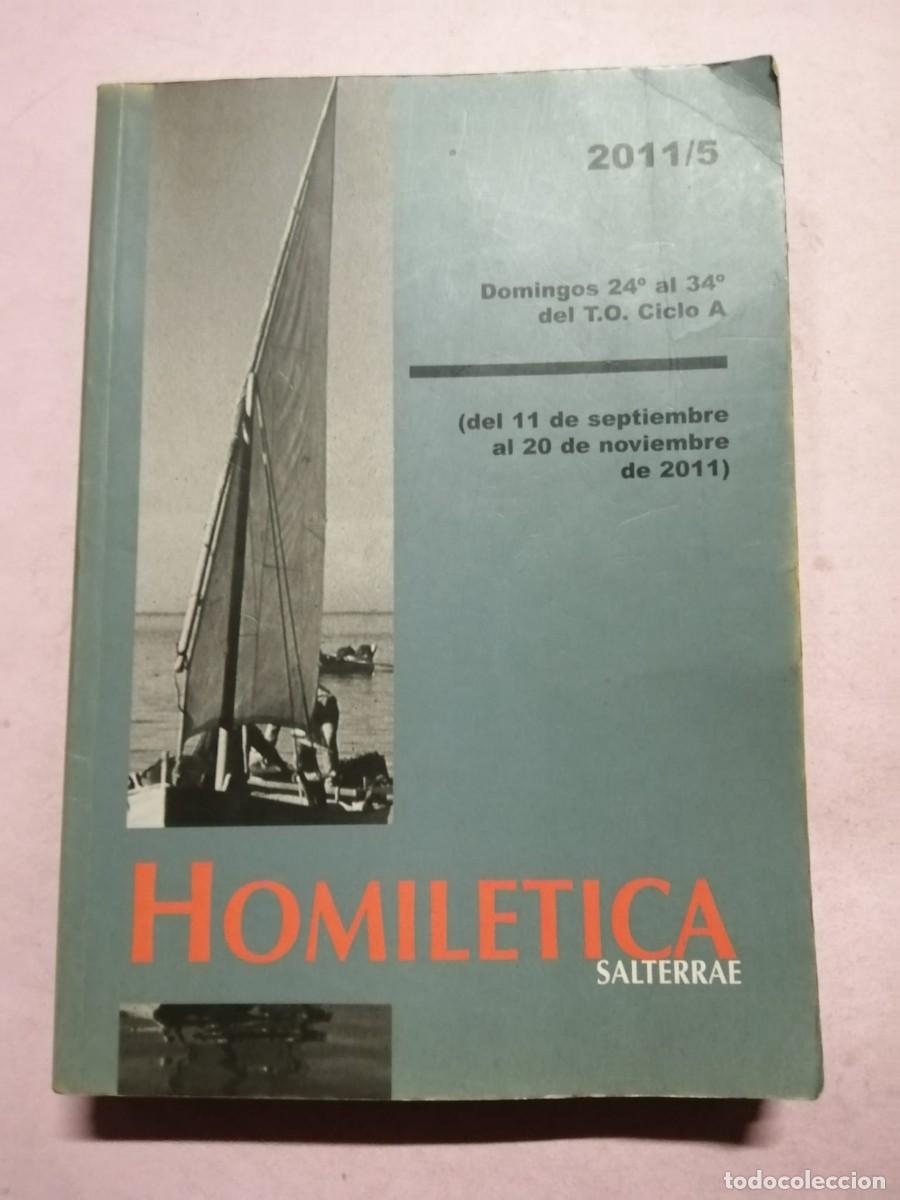 2011/5
Domingos 24º al 34º
del T.O. Ciclo A
(del 11 de septiembre
al 20 de noviembre
de 2011)
HOMILETICA
SALTERRAE
todocoleccion